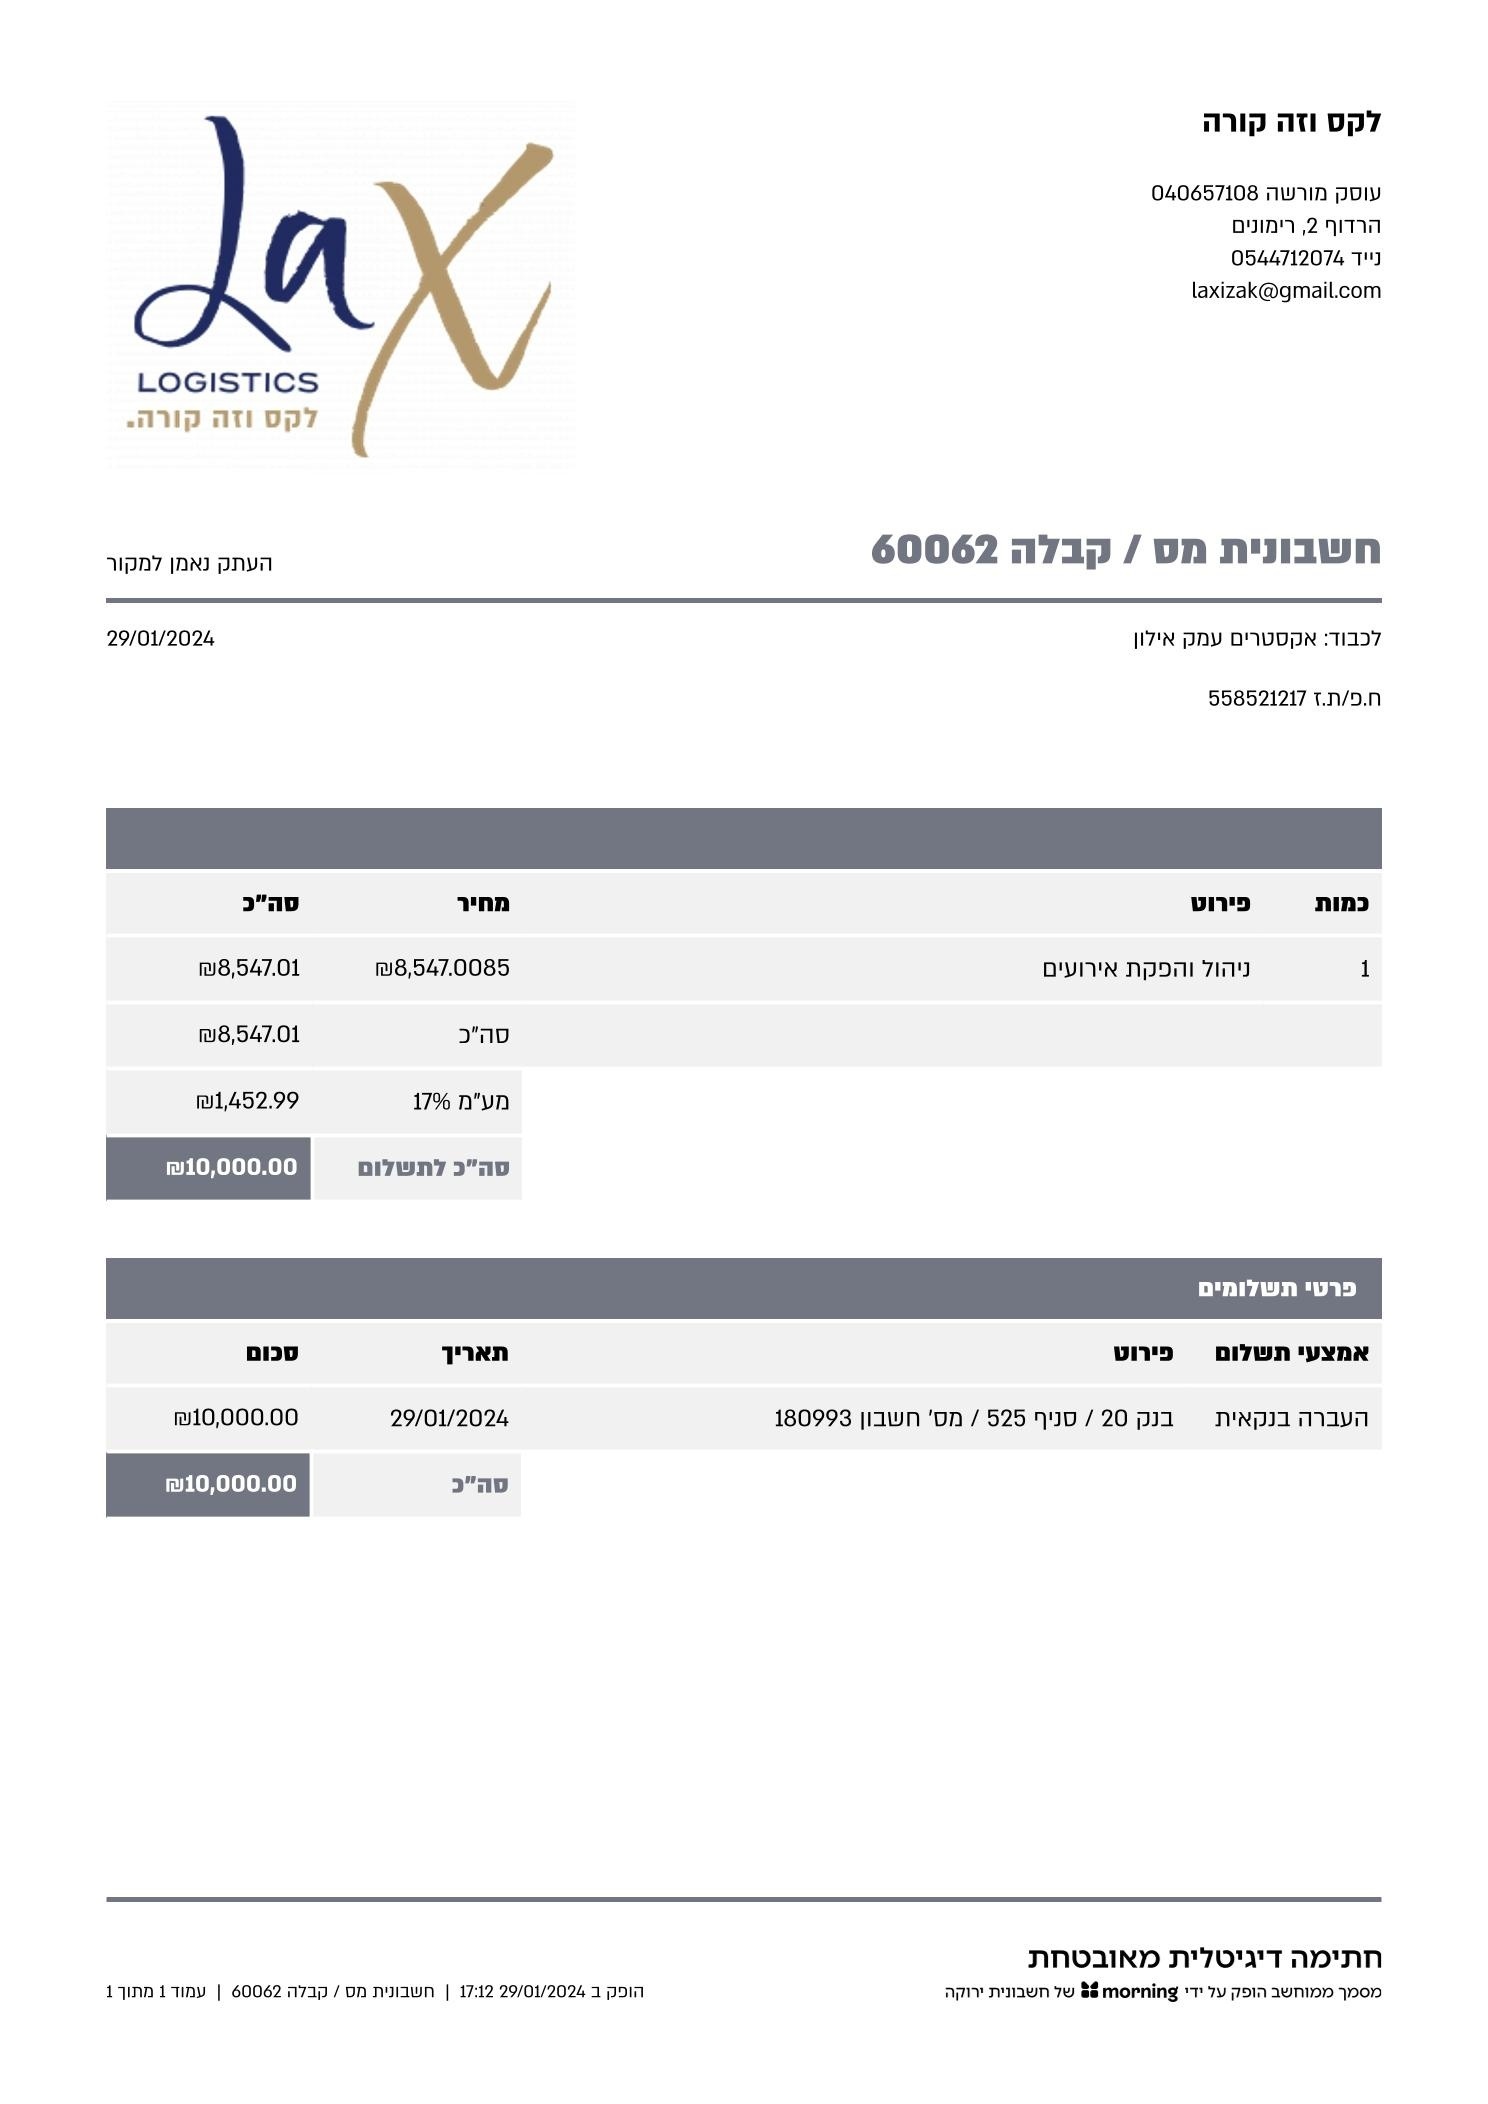 LaX
LOGISTICS
לקס וזה קורה.
לקס וזה קורה
עוסק מורשה 040657108
הרדוף 2, רימונים
נייד 0544712074
laxizak@gmail.com
חשבונית מס / קבלה 60062
העתק נאמן למקור
לכבוד: אקסטרים עמק אילון
29/01/2024
ח.פ/ת.ז 558521217
כמות פירוט מחיר סה"כ
1 ניהול והפקת אירועים ₪8,547.0085 ₪8,547.01
סה"כ ₪8,547.01
מע"מ 17% ₪1,452.99
סה"כ לתשלום ₪10,000.00
פרטי תשלומים
אמצעי תשלום פירוט תאריך סכום
העברה בנקאית בנק 20 / סניף 525 / מס' חשבון 180993 29/01/2024 ₪10,000.00
סה"כ ₪10,000.00
חתימה דיגיטלית מאובטחת
מסמך ממוחשב הופק על ידי morning של חשבונית ירוקה
הופק ב 29/01/2024 17:12 | חשבונית מס / קבלה 60062 | עמוד 1 מתוך 1